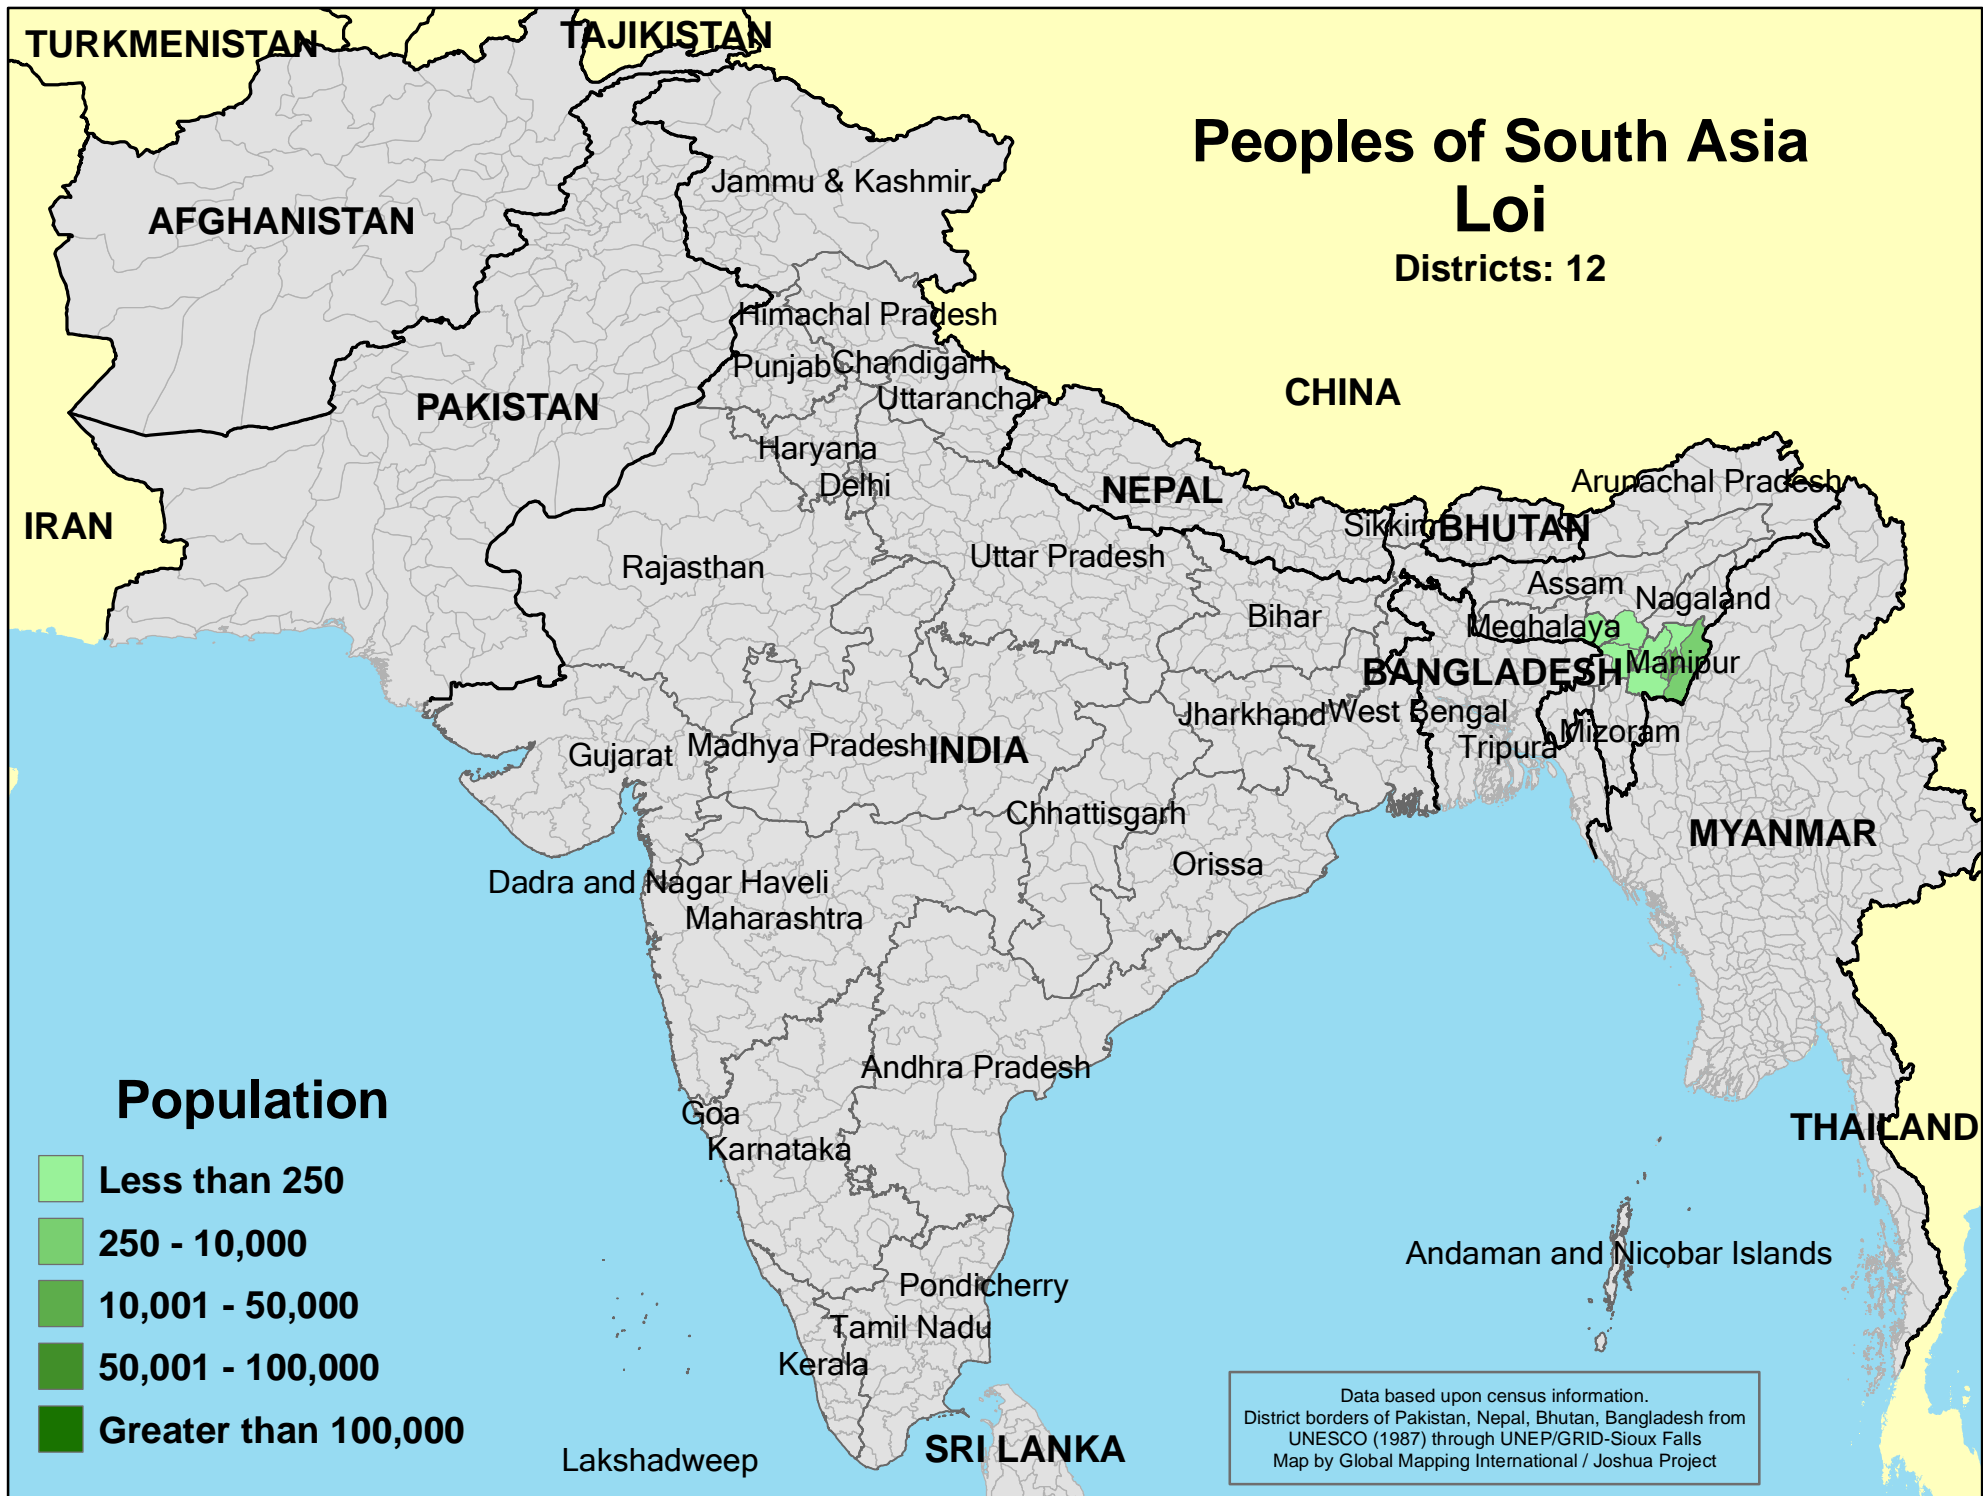 TURKMENISTAN
TAJIKISTAN
Peoples of South Asia
Loi
Districts: 12
Jammu & Kashmir
AFGHANISTAN
Himachal Pradesh
Punjab
Chandigarh
Uttaranchal
CHINA
PAKISTAN
Haryana
Delhi
NEPAL
Arunachal Pradesh
IRAN
Sikkim
BHUTAN
Rajasthan
Uttar Pradesh
Assam
Nagaland
Bihar
Meghalaya
BANGLADESH
Manipur
Jharkhand
West Bengal
Gujarat
Madhya Pradesh
INDIA
Tripura
Mizoram
Chhattisgarh
MYANMAR
Orissa
Dadra and Nagar Haveli
Maharashtra
Andhra Pradesh
Goa
Karnataka
THAILAND
Population
Less than 250
250 - 10,000
10,001 - 50,000
50,001 - 100,000
Greater than 100,000
Andaman and Nicobar Islands
Pondicherry
Tamil Nadu
Kerala
Lakshadweep
SRI LANKA
Data based upon census information.
District borders of Pakistan, Nepal, Bhutan, Bangladesh from
UNESCO (1987) through UNEP/GRID-Sioux Falls
Map by Global Mapping International / Joshua Project